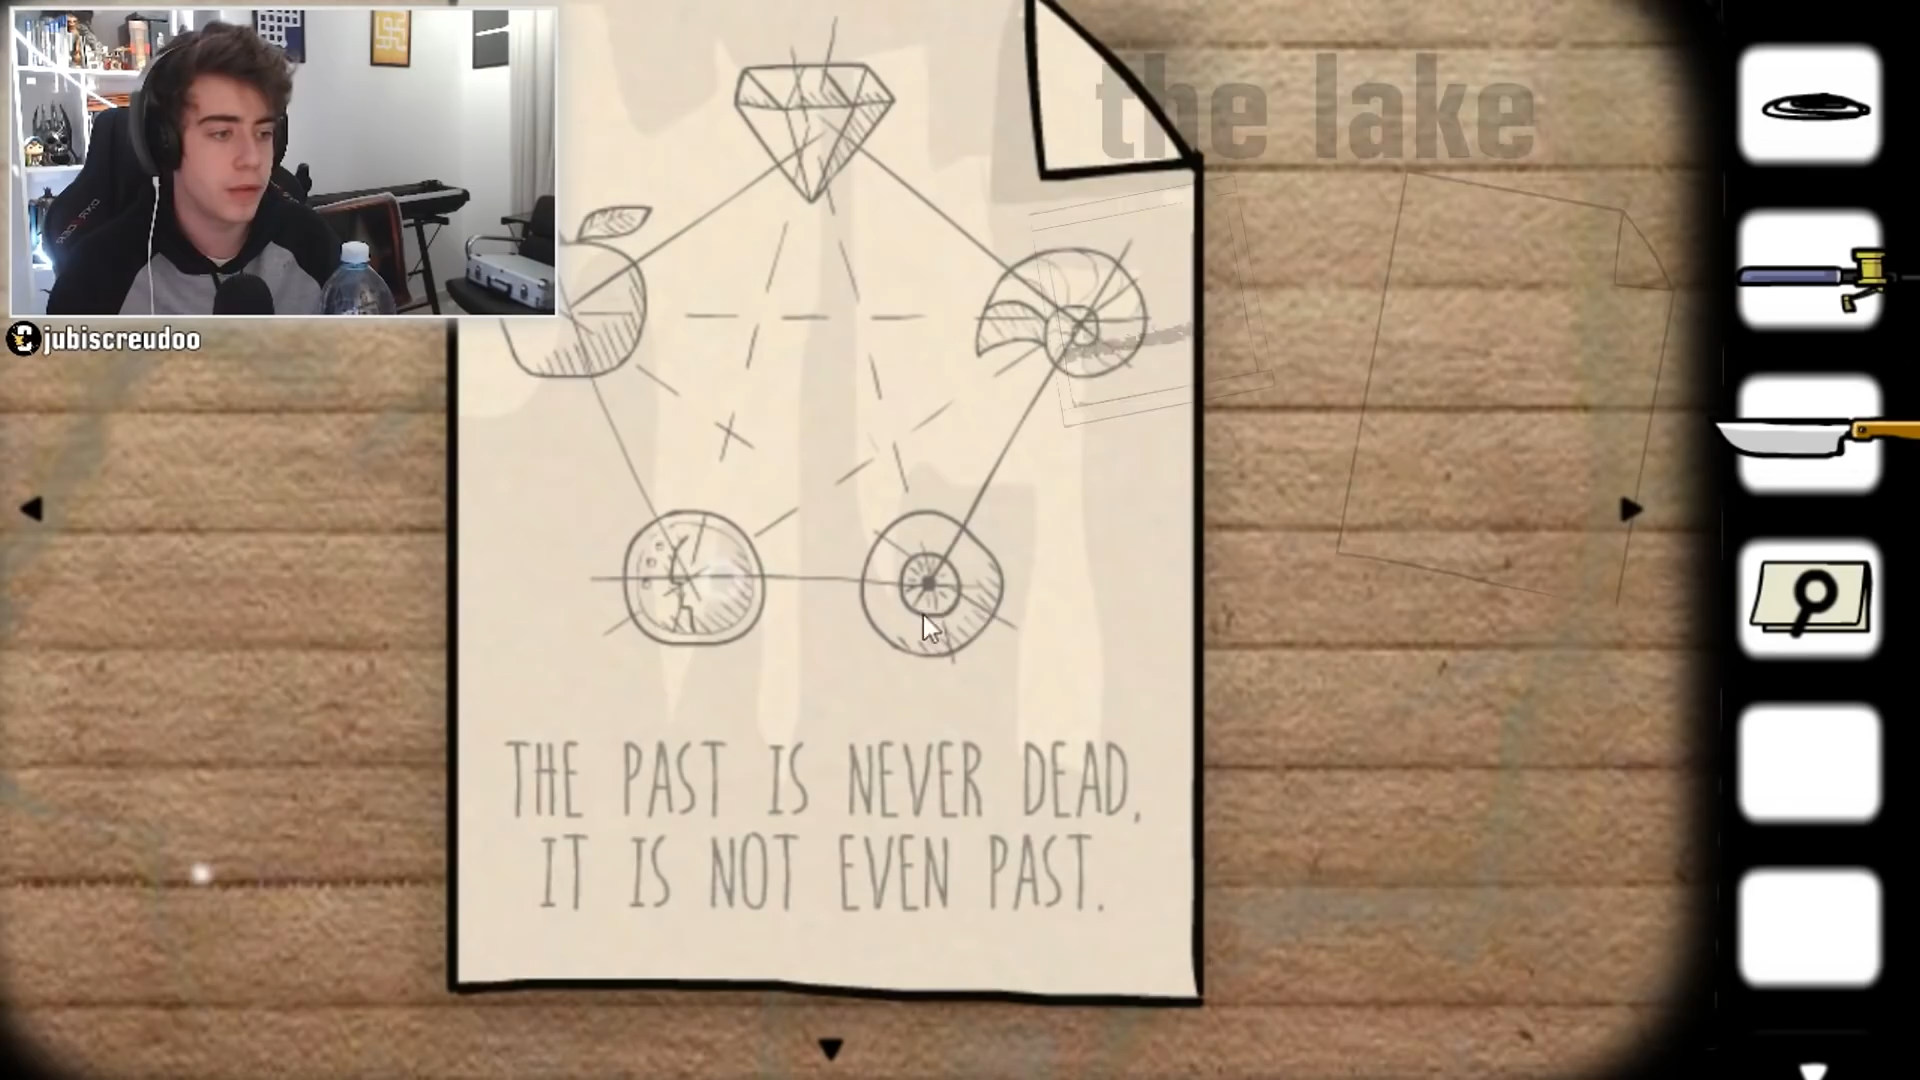 the lake
jubiscreudoo
THE PAST IS NEVER DEAD,
IT IS NOT EVEN PAST.